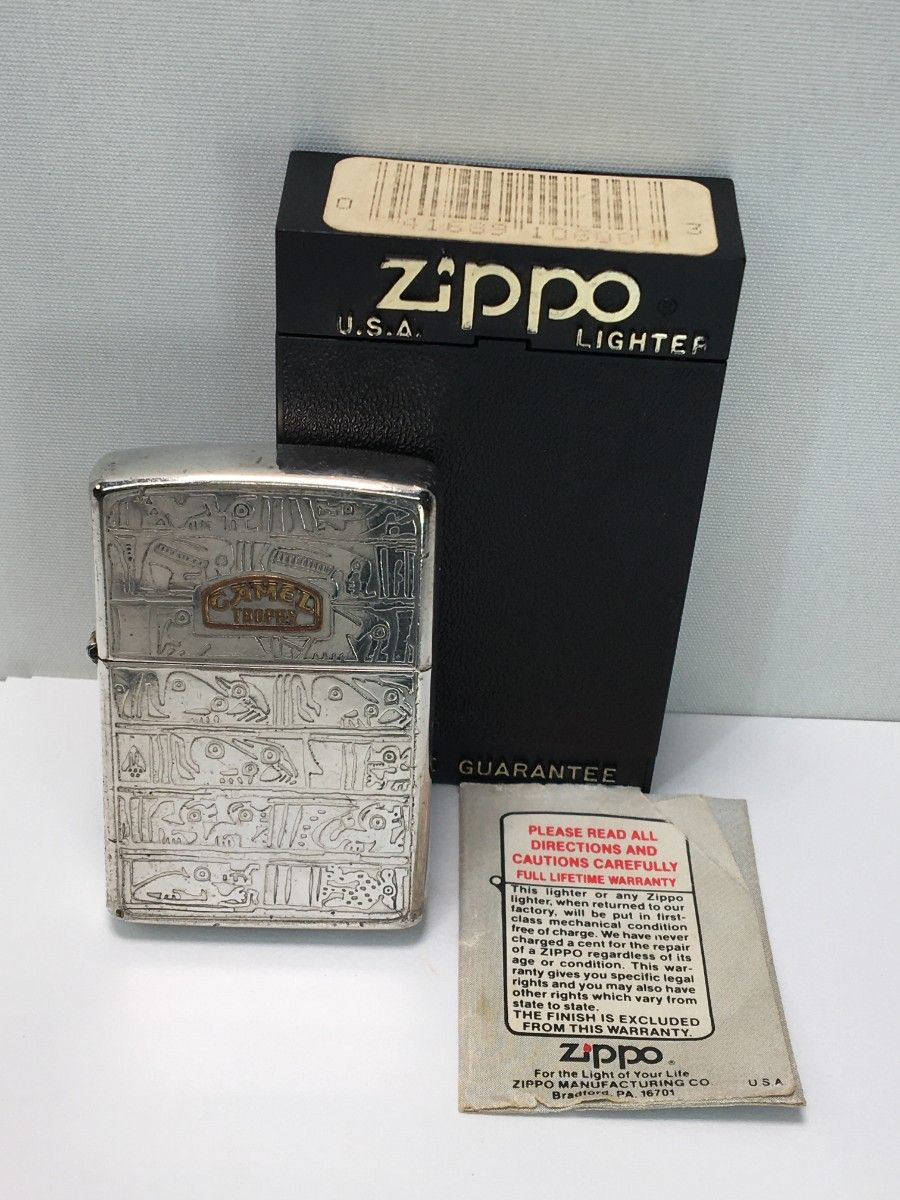 0 41689 3
Zippo®
U.S.A. LIGHTER
GUARANTEE
CAMEL
TROPHY
PLEASE READ ALL
DIRECTIONS AND
CAUTIONS CAREFULLY
FULL LIFETIME WARRANTY
This lighter or any Zippo
lighter, when returned to our
factory, will be put in first-
class mechanical condition
free of charge. We have never
charged a cent for the repair
of a ZIPPO regardless of its
age or condition. This war-
ranty gives you specific legal
rights and you may also have
other rights which vary from
state to state.
THE FINISH IS EXCLUDED
FROM THIS WARRANTY.
Zippo®
For the Light of Your Life
ZIPPO MANUFACTURING CO. U.S.A.
Bradford, PA. 16701